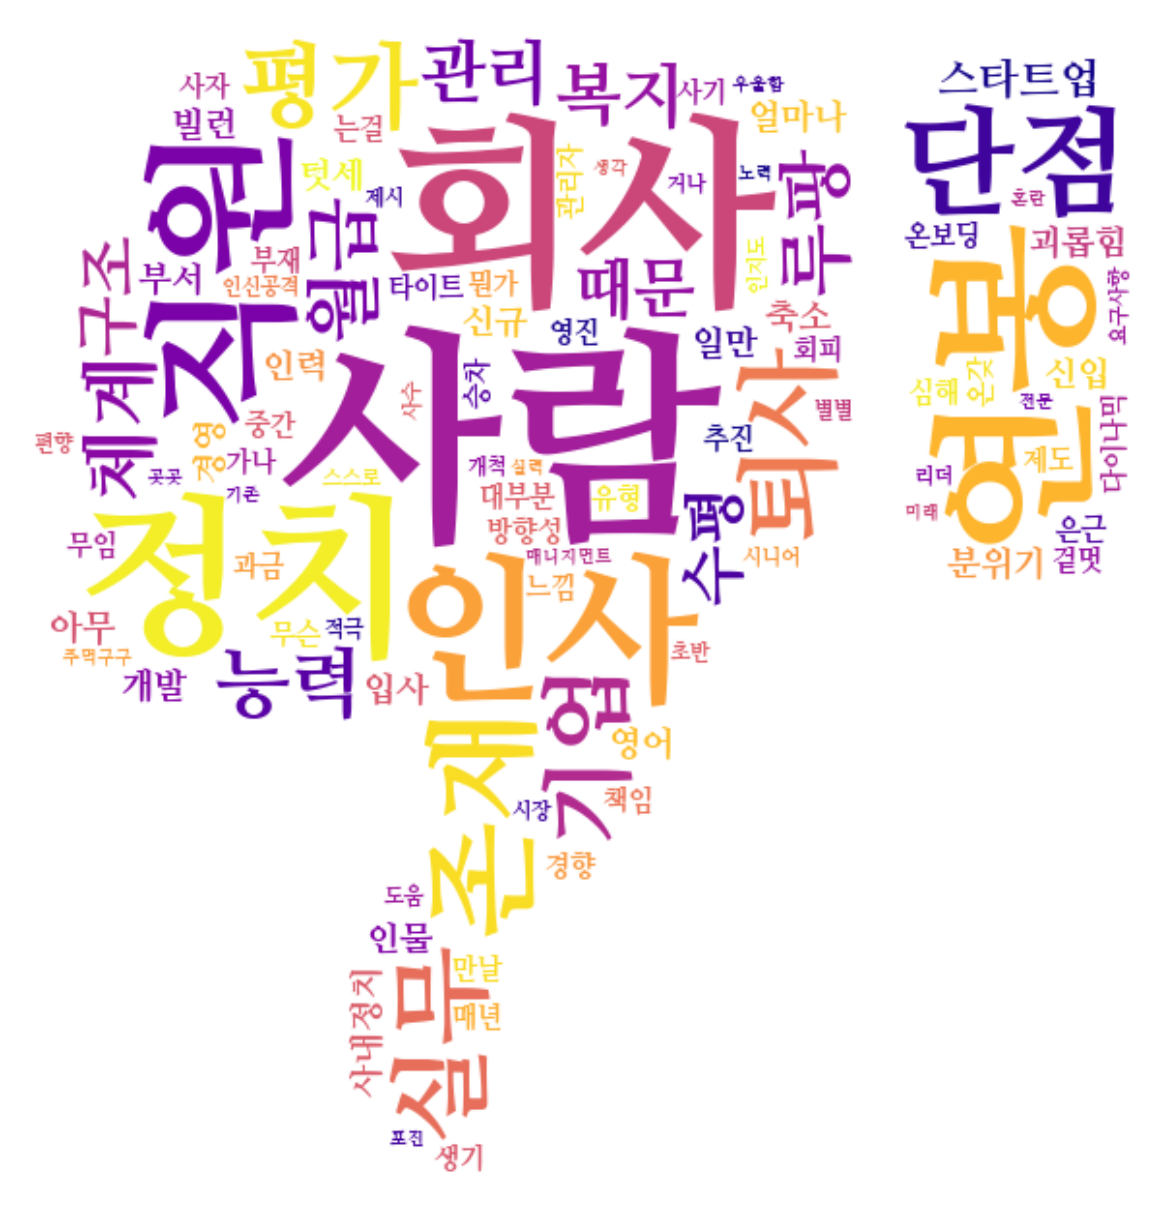 스타트업
평가
관리
복지
사자
사기
우울함
빌런
는걸
얼마나
단점
회사
직원
텃세
관리자
생각
거나
노력
루팡
제시
혼란
월급
온보딩
괴롭힘
구조
부서
부재
때문
인지도
인신공격
타이트
뭔가
신규
영진
일만
축소
회피
연봉
요구사항
사람
인력
승차
사수
퇴사
별별
심해
온갖
신입
전문
다이나믹
체계
편향
경영
중간
추진
가나
곳곳
기존
스스로
개척
실력
대부분
유형
방향성
수평
제도
리더
미래
은근
분위기
겉멋
정치
무임
과금
매니지먼트
시니어
인사
느낌
아무
무슨
적극
초반
주먹구구
개발
능력
입사
기업
존재
영어
시장
책임
경향
도움
인물
실무
만날
매년
사내정치
포진
생기